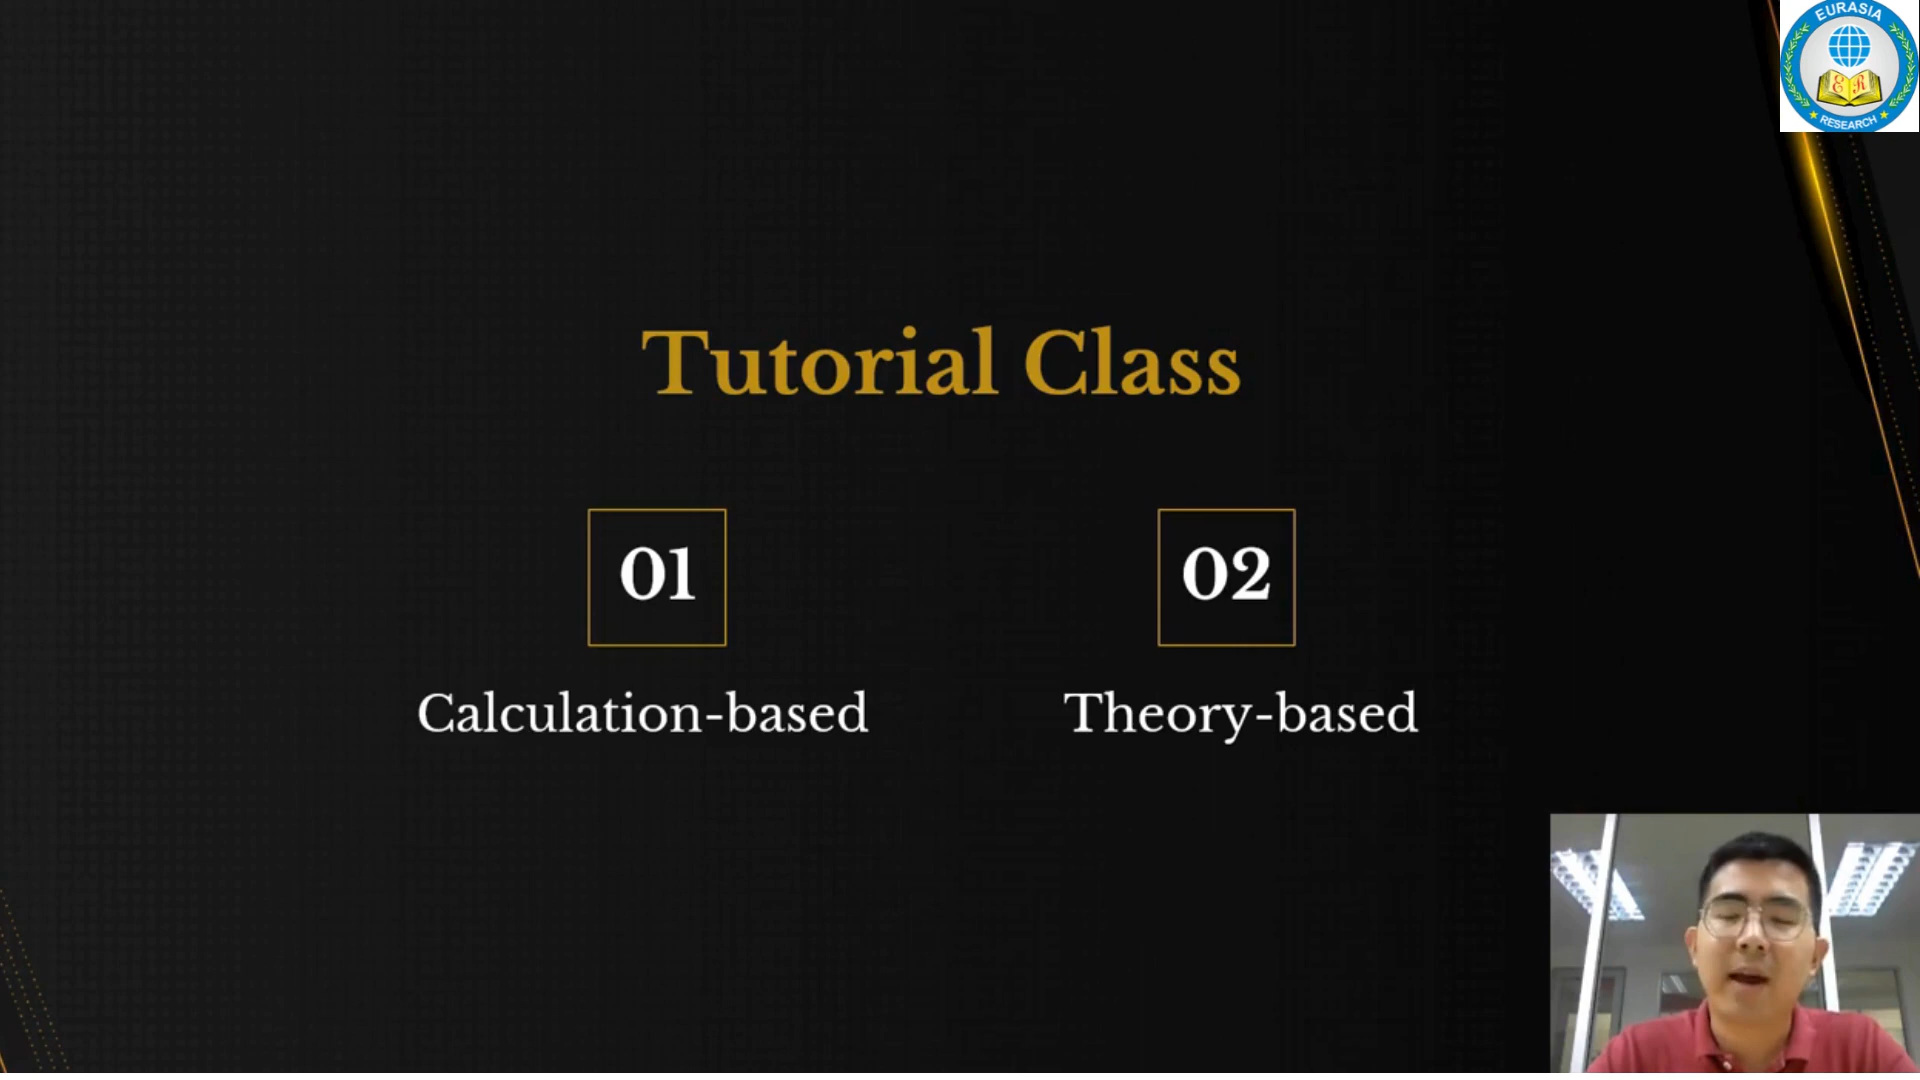 EURASIA
E R
RESEARCH
Tutorial Class
01
02
Calculation-based
Theory-based